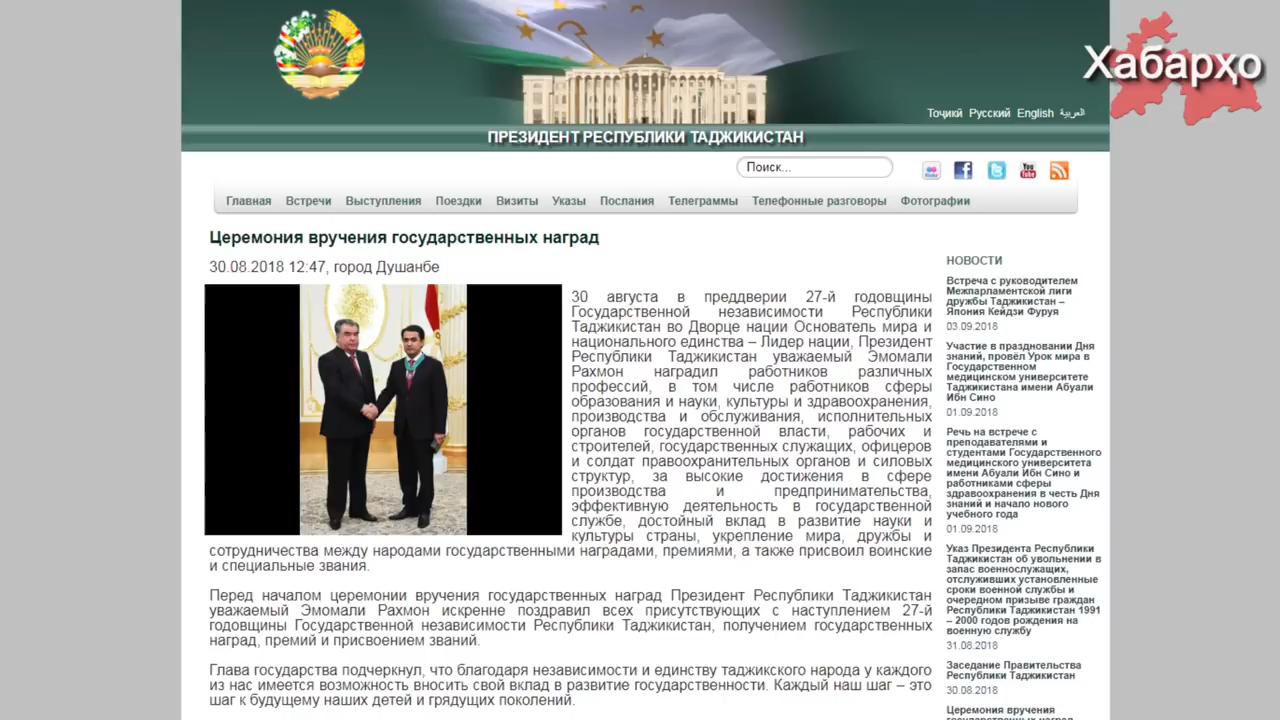 Хабарҳо
Тоҷикӣ Русский English العربية
ПРЕЗИДЕНТ РЕСПУБЛИКИ ТАДЖИКИСТАН
Поиск...
Главная Встречи Выступления Поездки Визиты Указы Послания Телеграммы Телефонные разговоры Фотографии
Церемония вручения государственных наград
30.08.2018 12:47, город Душанбе
30 августа в преддверии 27-й годовщины
Государственной независимости Республики
Таджикистан во Дворце нации Основатель мира и
национального единства – Лидер нации, Президент
Республики Таджикистан уважаемый Эмомали
Рахмон наградил работников различных
профессий, в том числе работников сферы
образования и науки, культуры и здравоохранения,
производства и обслуживания, исполнительных
органов государственной власти, рабочих и
строителей, государственных служащих, офицеров
и солдат правоохранительных органов и силовых
структур, за высокие достижения в сфере
производства и предпринимательства,
эффективную деятельность в государственной
службе, достойный вклад в развитие науки и
культуры страны, укрепление мира, дружбы и
сотрудничества между народами государственными наградами, премиями, а также присвоил воинские
и специальные звания.
Перед началом церемонии вручения государственных наград Президент Республики Таджикистан
уважаемый Эмомали Рахмон искренне поздравил всех присутствующих с наступлением 27-й
годовщины Государственной независимости Республики Таджикистан, получением государственных
наград, премий и присвоением званий.
Глава государства подчеркнул, что благодаря независимости и единству таджикского народа у каждого
из нас имеется возможность вносить свой вклад в развитие государственности. Каждый наш шаг – это
шаг к будущему наших детей и грядущих поколений.
НОВОСТИ
Встреча с руководителем
Межпарламентской лиги
дружбы Таджикистан –
Япония Кейдзи Фуруя
03.09.2018
Участие в праздновании Дня
знаний, провёл Урок мира в
Государственном
медицинском университете
Таджикистана имени Абуали
Ибн Сино
01.09.2018
Речь на встрече с
преподавателями и
студентами Государственного
медицинского университета
имени Абуали Ибн Сино и
работниками сферы
здравоохранения в честь Дня
знаний и начало нового
учебного года
01.09.2018
Указ Президента Республики
Таджикистан об увольнении в
запас военнослужащих,
отслуживших установленные
сроки военной службы и
очередном призыве граждан
Республики Таджикистан 1991
– 2000 годов рождения на
военную службу
31.08.2018
Заседание Правительства
Республики Таджикистан
30.08.2018
Церемония вручения
государственных наград